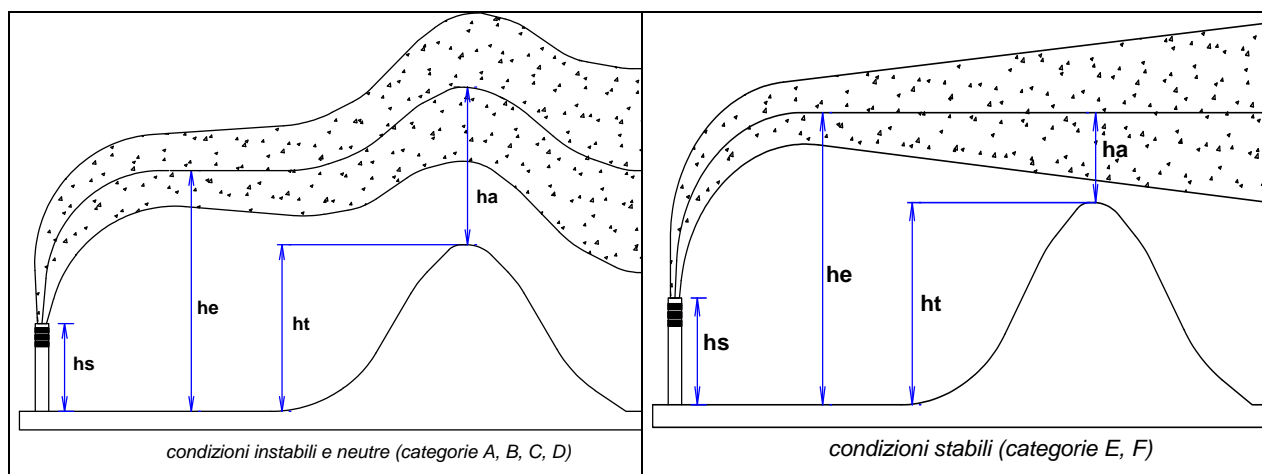 ha
he
ht
hs
condizioni instabili e neutre (categorie A, B, C, D)
ha
he
ht
hs
condizioni stabili (categorie E, F)